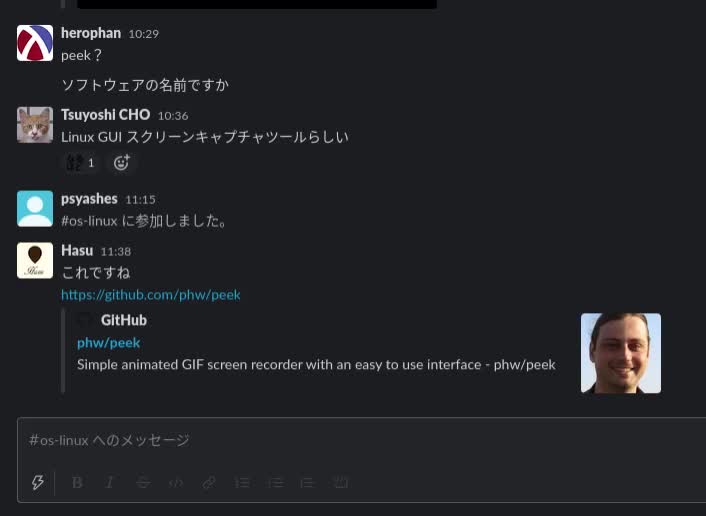 herophan 10:29
peek？
ソフトウェアの名前ですか
Tsuyoshi CHO 10:36
Linux GUI スクリーンキャプチャツールらしい
1
psyashes 11:15
#os-linux に参加しました。
Hasu 11:38
これですね
https://github.com/phw/peek
GitHub
phw/peek
Simple animated GIF screen recorder with an easy to use interface - phw/peek
#os-linux へのメッセージ
B I S </>